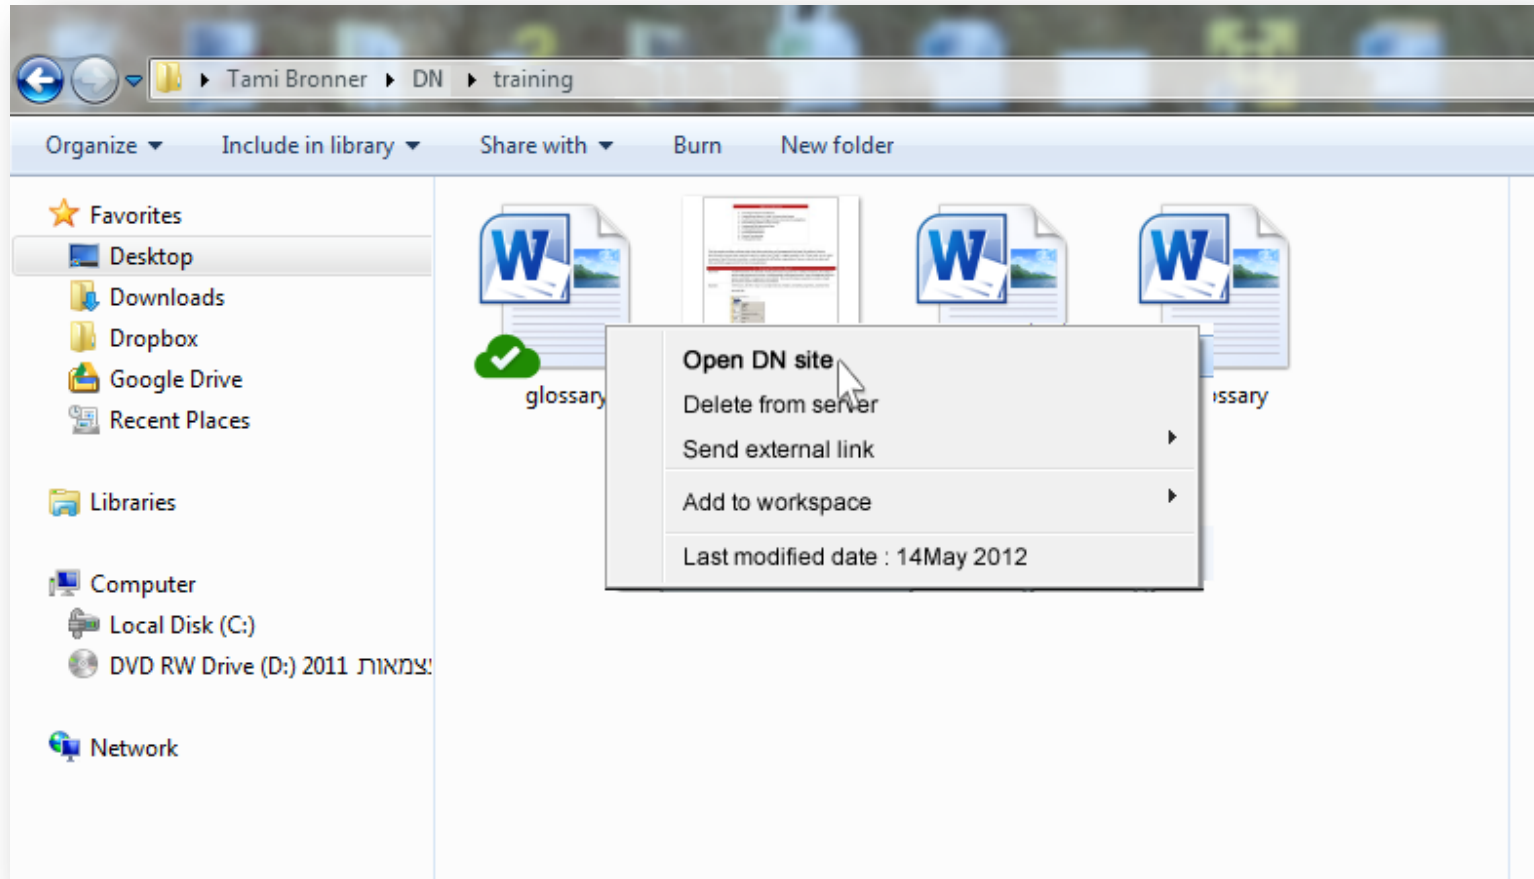 Tami Bronner DN training
Organize Include in library Share with Burn New folder
Favorites
Desktop
Downloads
Dropbox
Google Drive
Recent Places
Libraries
Computer
Local Disk (C:)
DVD RW Drive (D:) 2011 עצמאות
Network
W
W
W
glossary
ossary
Open DN site
Delete from server
Send external link
Add to workspace
Last modified date : 14May 2012